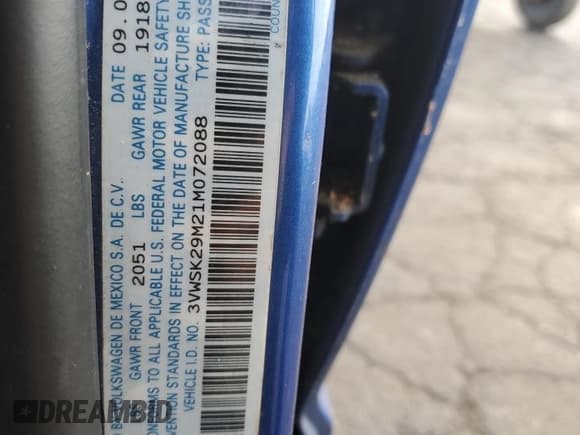 VOLKSWAGEN DE MEXICO S.A. DE C.V. DATE 09.0
GAWR FRONT 2051 LBS GAWR REAR 1918
TO ALL APPLICABLE U.S. FEDERAL MOTOR VEHICLE SAFETY
STANDARDS IN EFFECT ON THE DATE OF MANUFACTURE SH
VEHICLE I.D. NO. 3VWSK29M21M072088 TYPE: PASS
COUN
DREAMBID